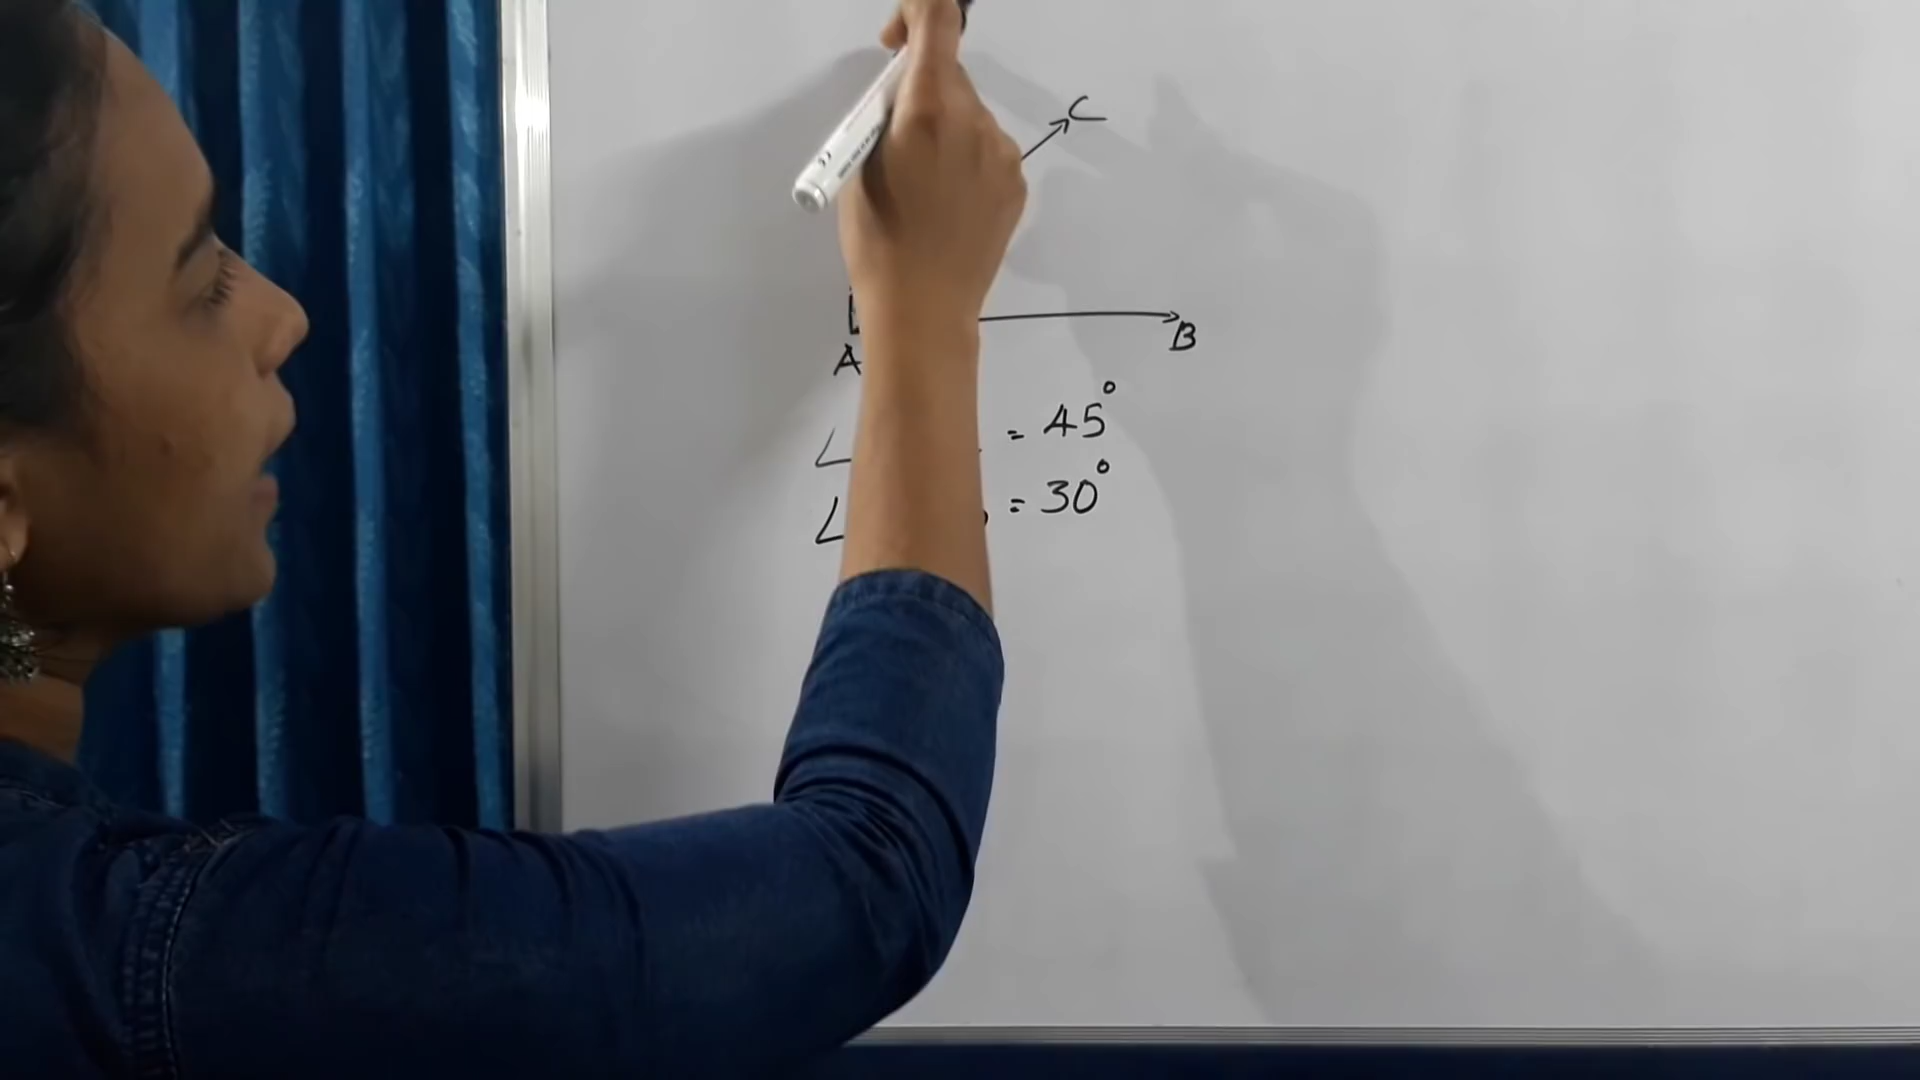 C
B
A
∠ = 45°
∠ = 30°